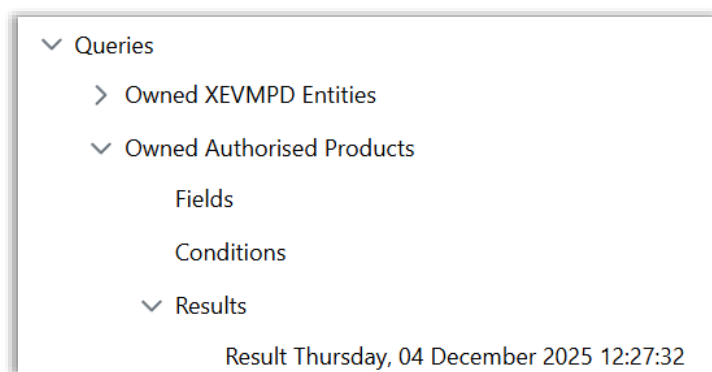 Queries
Owned XEVMPD Entities
Owned Authorised Products
Fields
Conditions
Results
Result Thursday, 04 December 2025 12:27:32